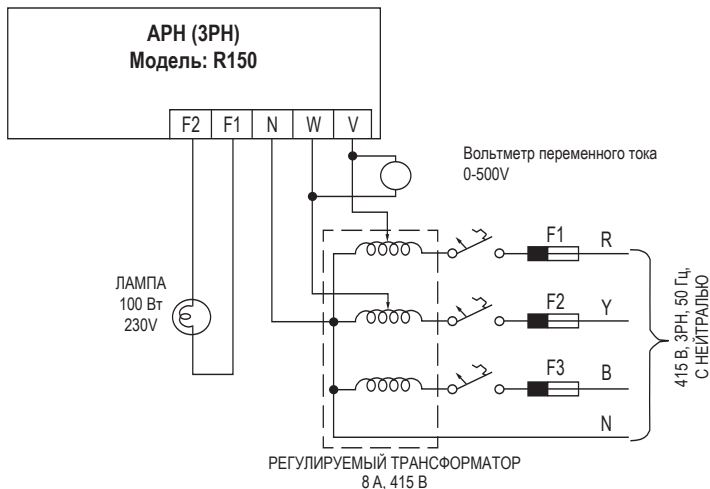 АРН (3PH)
Модель: R150
F2 F1 N W V
Вольтметр переменного тока
0-500V
F1 R
F2 Y
F3 B
N
415 В, 3PH, 50 Гц,
С НЕЙТРАЛЬЮ
ЛАМПА
100 Вт
230V
РЕГУЛИРУЕМЫЙ ТРАНСФОРМАТОР
8 А, 415 В